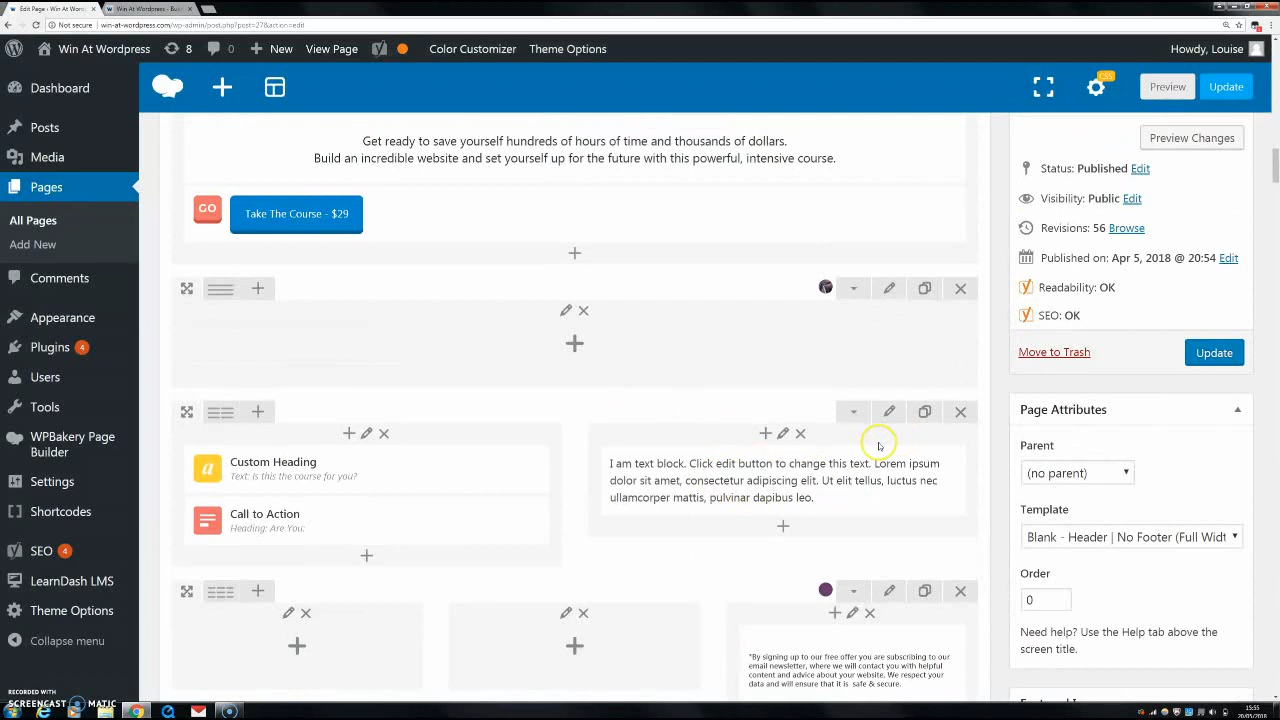 Edit Page ‹ Win At Wordpress
Win At Wordpress - Busi
Not secure | win-at-wordpress.com/wp-admin/post.php?post=27&action=edit
Win At Wordpress 8 0 New View Page Color Customizer Theme Options Howdy, Louise
Dashboard
Posts
Media
Pages
All Pages
Add New
Comments
Appearance
Plugins 4
Users
Tools
WPBakery Page
Builder
Settings
Shortcodes
SEO 4
LearnDash LMS
Theme Options
Collapse menu
RECORDED WITH
SCREENCAST MATIC
CSS
Preview Update
Get ready to save yourself hundreds of hours of time and thousands of dollars.
Build an incredible website and set yourself up for the future with this powerful, intensive course.
GO Take The Course - $29
Custom Heading
Text: Is this the course for you?
Call to Action
Heading: Are You:
I am text block. Click edit button to change this text. Lorem ipsum
dolor sit amet, consectetur adipiscing elit. Ut elit tellus, luctus nec
ullamcorper mattis, pulvinar dapibus leo.
*By signing up to our free offer you are subscribing to our
email newsletter, where we will contact you with helpful
content and advice about your website. We respect your
data and will ensure that it is safe & secure.
Preview Changes
Status: Published Edit
Visibility: Public Edit
Revisions: 56 Browse
Published on: Apr 5, 2018 @ 20:54 Edit
Readability: OK
SEO: OK
Move to Trash Update
Page Attributes
Parent
(no parent)
Template
Blank - Header | No Footer (Full Widt
Order
0
Need help? Use the Help tab above the
screen title.
15:55
20/05/2018